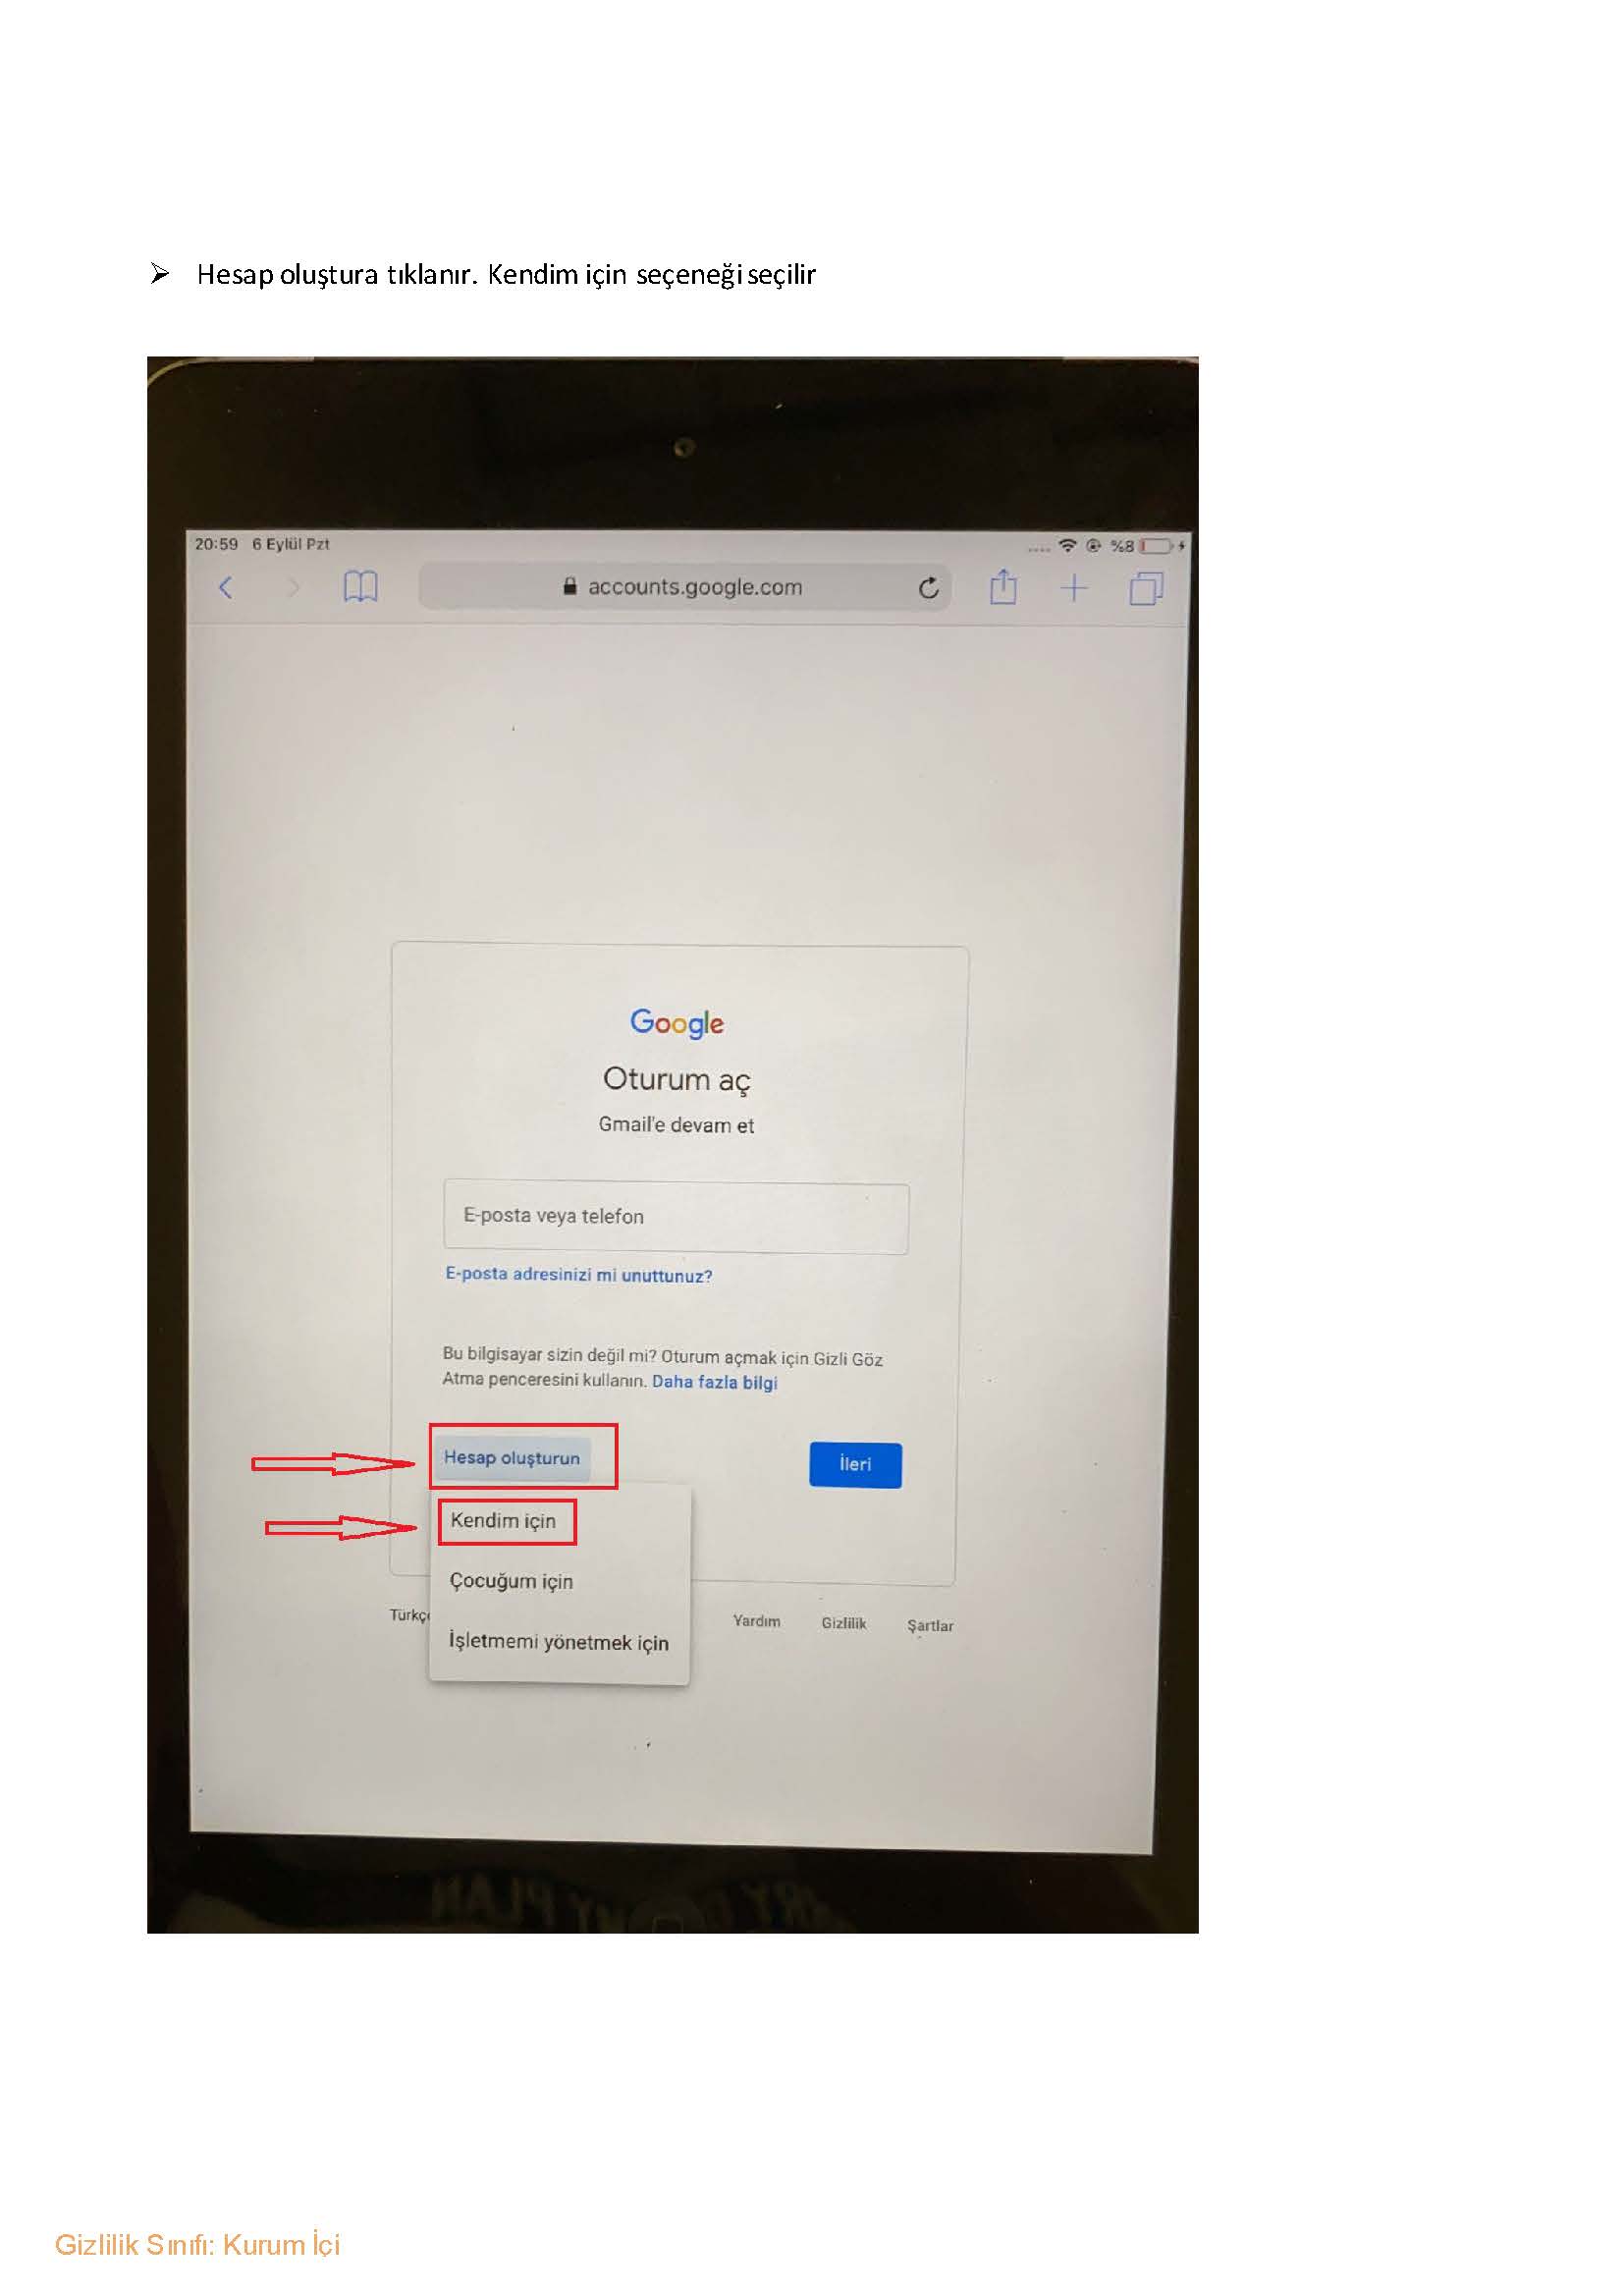 Hesap oluştura tıklanır. Kendim için seçeneği seçilir
20:59 6 Eylül Pzt
%8
accounts.google.com
Google
Oturum aç
Gmail'e devam et
E-posta veya telefon
E-posta adresinizi mi unuttunuz?
Bu bilgisayar sizin değil mi? Oturum açmak için Gizli Göz
Atma penceresini kullanın. Daha fazla bilgi
Hesap oluşturun
İleri
Kendim için
Çocuğum için
Yardım Gizlilik Şartlar
İşletmemi yönetmek için
Gizlilik Sınıfı: Kurum İçi